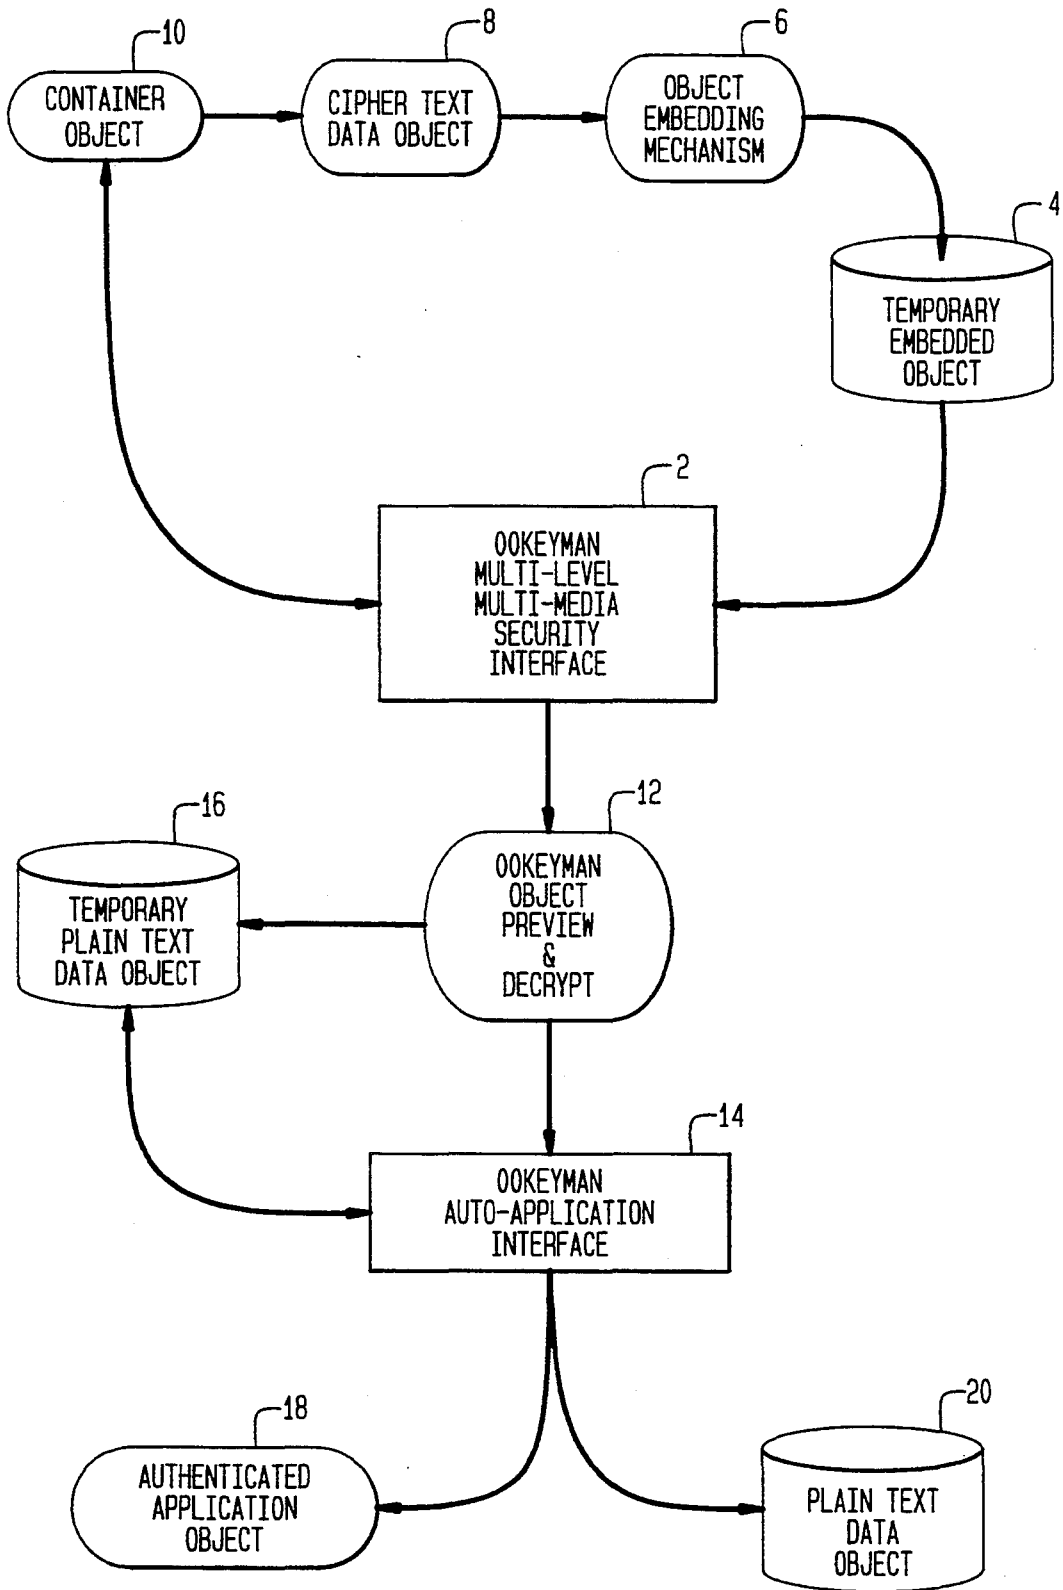 10
8
6
CONTAINER
OBJECT
CIPHER TEXT
DATA OBJECT
OBJECT
EMBEDDING
MECHANISM
4
TEMPORARY
EMBEDDED
OBJECT
2
OOKEYMAN
MULTI-LEVEL
MULTI-MEDIA
SECURITY
INTERFACE
12
16
OOKEYMAN
OBJECT
PREVIEW
&
DECRYPT
TEMPORARY
PLAIN TEXT
DATA OBJECT
14
OOKEYMAN
AUTO-APPLICATION
INTERFACE
18
20
AUTHENTICATED
APPLICATION
OBJECT
PLAIN TEXT
DATA
OBJECT